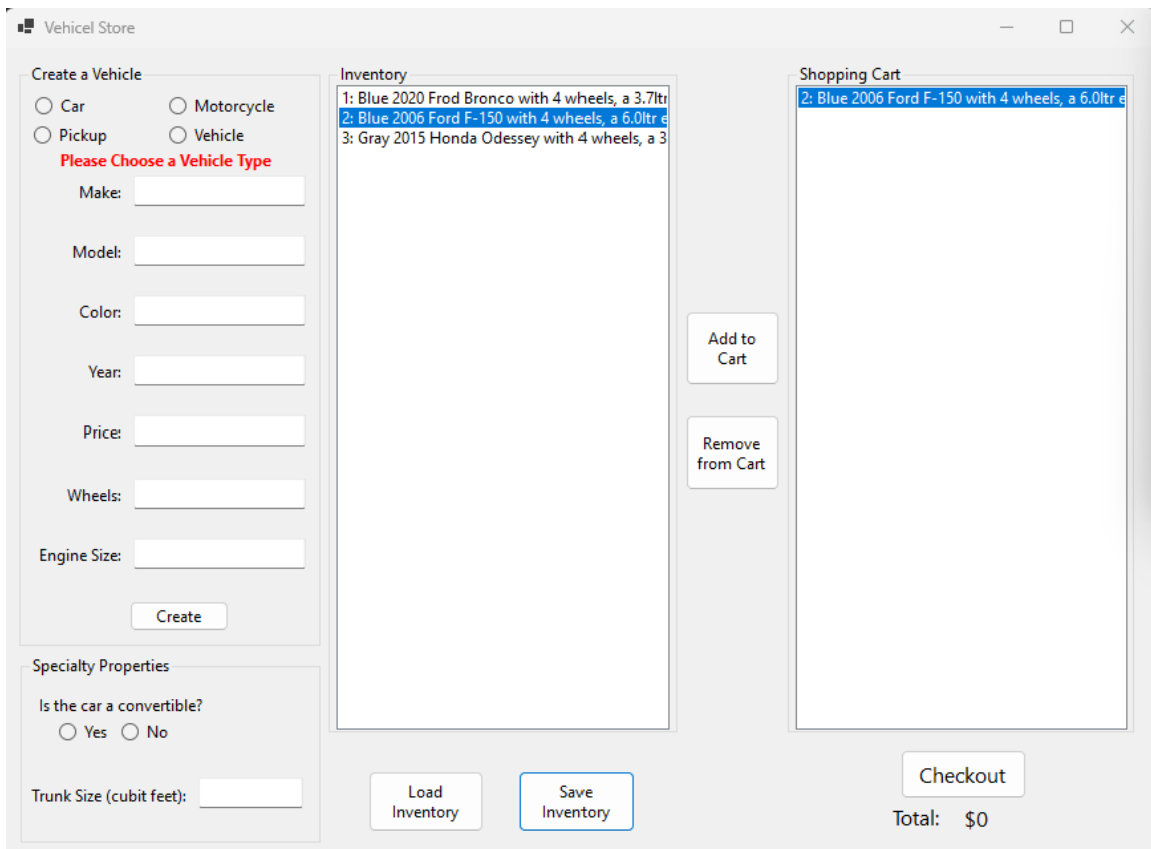 Vehicel Store
Create a Vehicle
Car
Motorcycle
Pickup
Vehicle
Please Choose a Vehicle Type
Make:
Model:
Color:
Year:
Price:
Wheels:
Engine Size:
Create
Specialty Properties
Is the car a convertible?
Yes
No
Trunk Size (cubit feet):
Inventory
1: Blue 2020 Frod Bronco with 4 wheels, a 3.7ltr
2: Blue 2006 Ford F-150 with 4 wheels, a 6.0ltr e
3: Gray 2015 Honda Odessey with 4 wheels, a 3
Load
Inventory
Save
Inventory
Add to
Cart
Remove
from Cart
Shopping Cart
2: Blue 2006 Ford F-150 with 4 wheels, a 6.0ltr e
Checkout
Total: $0